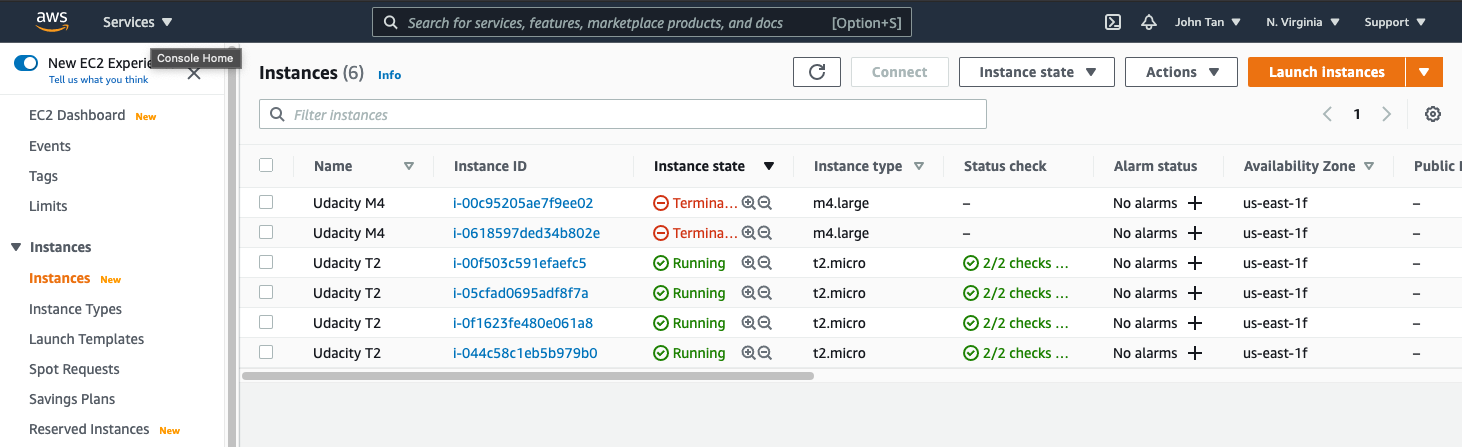 aws Services Search for services, features, marketplace products, and docs [Option+S] John Tan N. Virginia Support
Console Home
New EC2 Experie
Tell us what you think
EC2 Dashboard New
Events
Tags
Limits
Instances
Instances New
Instance Types
Launch Templates
Spot Requests
Savings Plans
Reserved Instances New
Instances (6) Info Connect Instance state Actions Launch instances
Filter instances 1
Name Instance ID Instance state Instance type Status check Alarm status Availability Zone Public
Udacity M4 i-00c95205ae7f9ee02 Termina... m4.large – No alarms + us-east-1f –
Udacity M4 i-0618597ded34b802e Termina... m4.large – No alarms + us-east-1f –
Udacity T2 i-00f503c591efaefc5 Running t2.micro 2/2 checks ... No alarms + us-east-1f –
Udacity T2 i-05cfad0695adf8f7a Running t2.micro 2/2 checks ... No alarms + us-east-1f –
Udacity T2 i-0f1623fe480e061a8 Running t2.micro 2/2 checks ... No alarms + us-east-1f –
Udacity T2 i-044c58c1eb5b979b0 Running t2.micro 2/2 checks ... No alarms + us-east-1f –